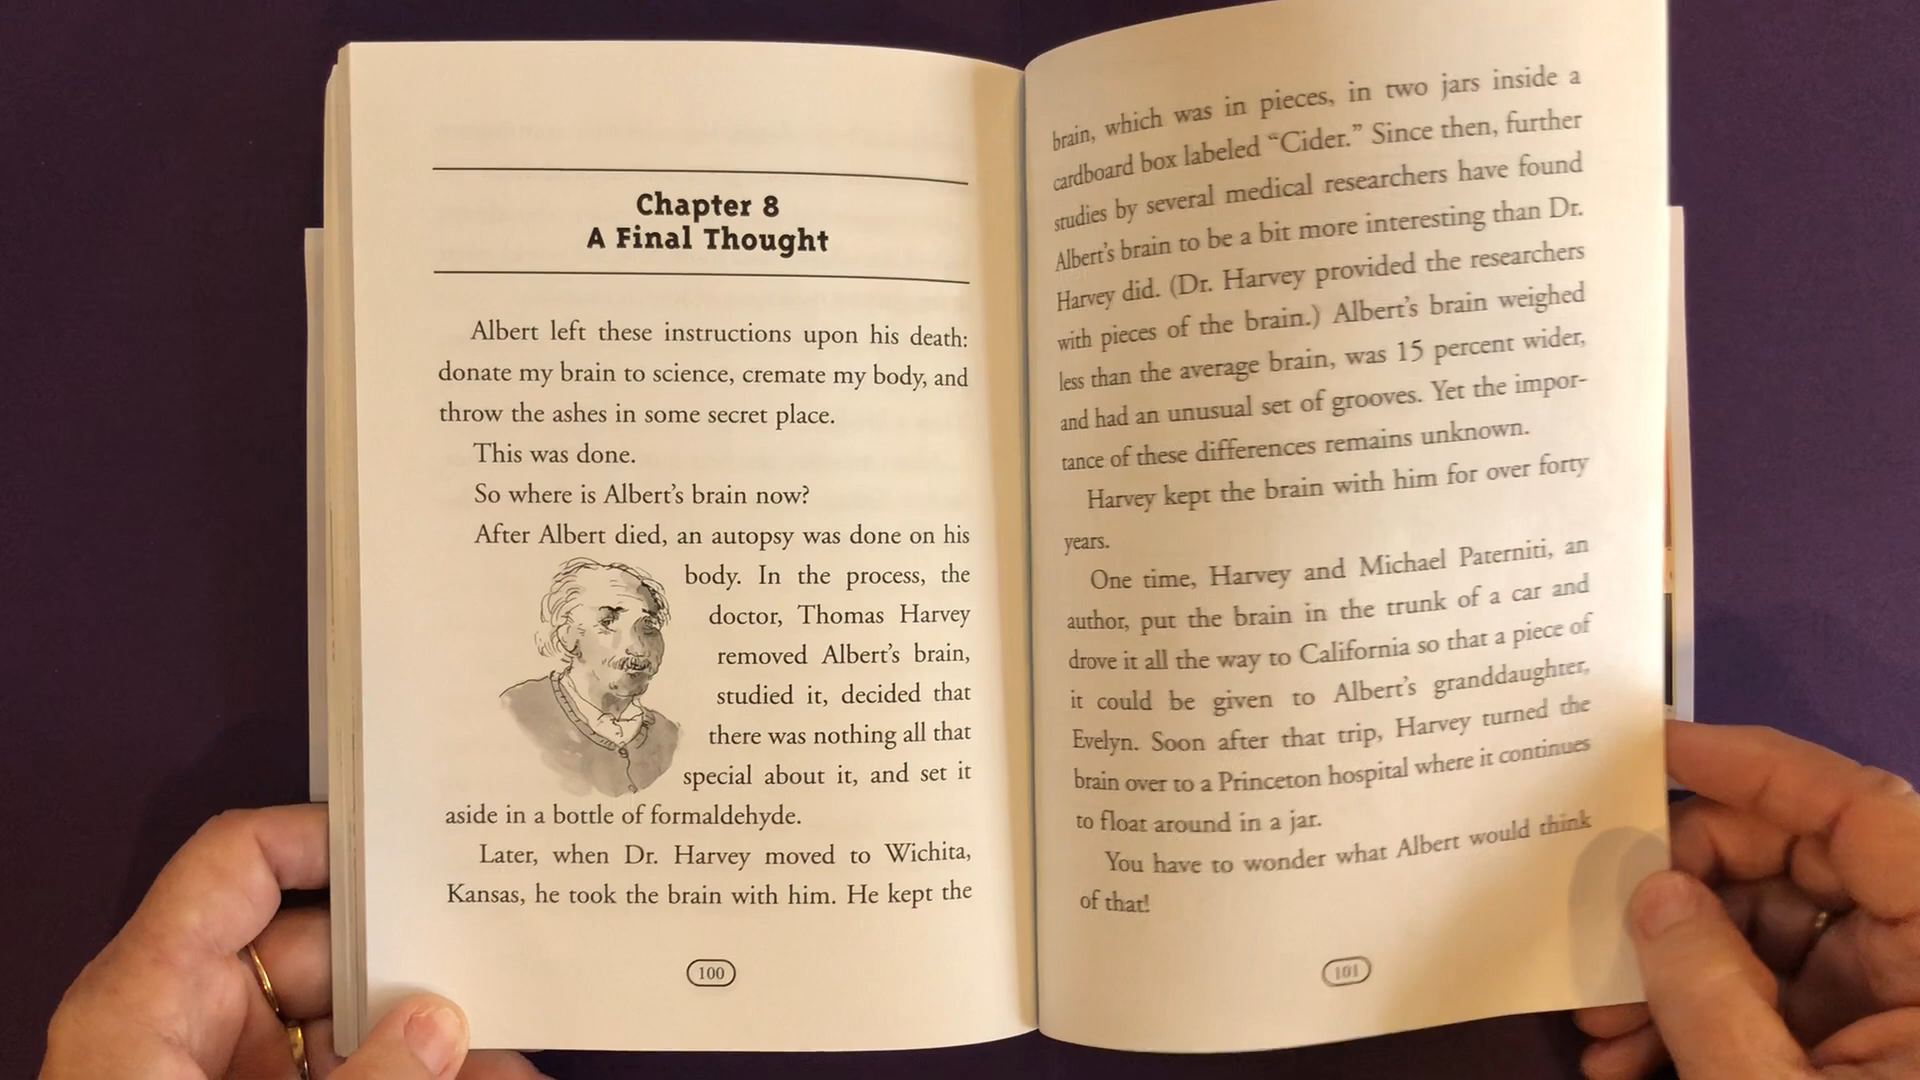 Chapter 8
A Final Thought
Albert left these instructions upon his death:
donate my brain to science, cremate my body, and
throw the ashes in some secret place.
This was done.
So where is Albert’s brain now?
After Albert died, an autopsy was done on his
body. In the process, the
doctor, Thomas Harvey
removed Albert’s brain,
studied it, decided that
there was nothing all that
special about it, and set it
aside in a bottle of formaldehyde.
Later, when Dr. Harvey moved to Wichita,
Kansas, he took the brain with him. He kept the
100
brain, which was in pieces, in two jars inside a
cardboard box labeled “Cider.” Since then, further
studies by several medical researchers have found
Albert’s brain to be a bit more interesting than Dr.
Harvey did. (Dr. Harvey provided the researchers
with pieces of the brain.) Albert’s brain weighed
less than the average brain, was 15 percent wider,
and had an unusual set of grooves. Yet the impor-
tance of these differences remains unknown.
Harvey kept the brain with him for over forty
years.
One time, Harvey and Michael Paterniti, an
author, put the brain in the trunk of a car and
drove it all the way to California so that a piece of
it could be given to Albert’s granddaughter,
Evelyn. Soon after that trip, Harvey turned the
brain over to a Princeton hospital where it continues
to float around in a jar.
You have to wonder what Albert would think
of that!
101